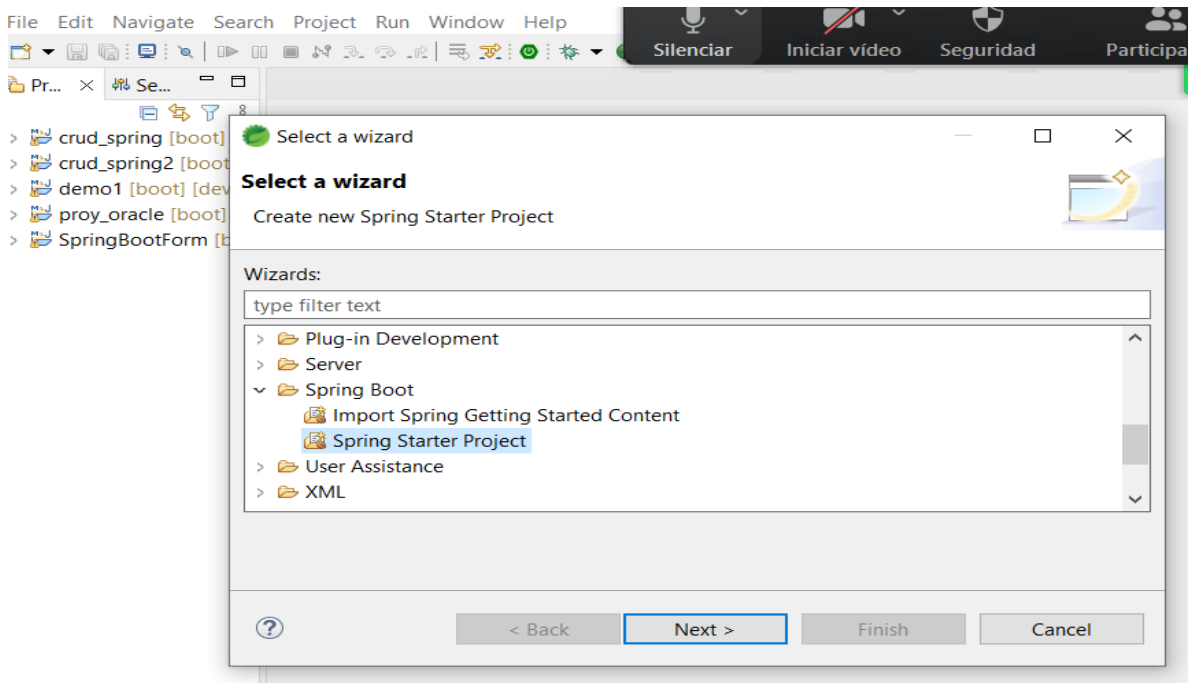 File Edit Navigate Search Project Run Window Help
Silenciar Iniciar vídeo Seguridad Participa
Pr... Se...
crud_spring [boot]
crud_spring2 [boot
demo1 [boot] [dev
proy_oracle [boot]
SpringBootForm [b
Select a wizard
Select a wizard
Create new Spring Starter Project
Wizards:
type filter text
Plug-in Development
Server
Spring Boot
Import Spring Getting Started Content
Spring Starter Project
User Assistance
XML
? < Back Next > Finish Cancel